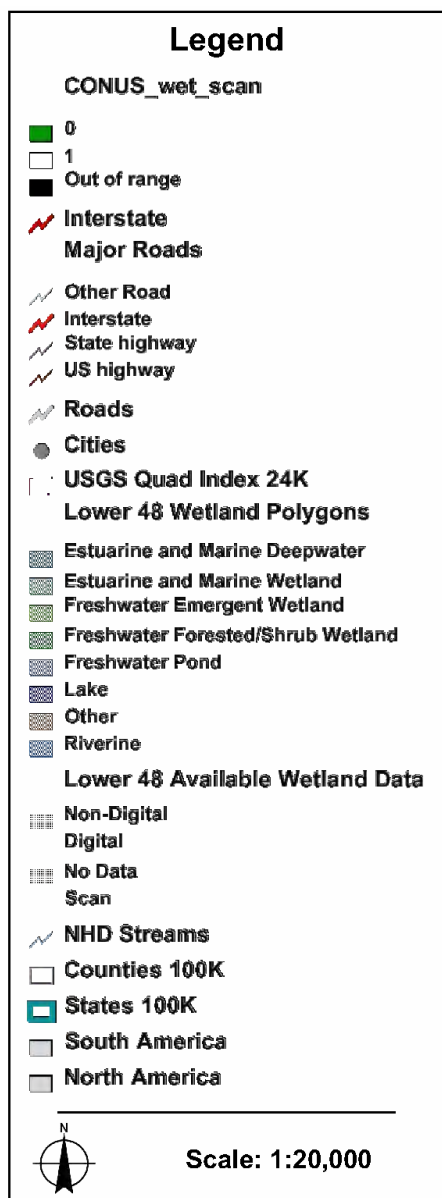 Legend
CONUS_wet_scan
0
1
Out of range
Interstate
Major Roads
Other Road
Interstate
State highway
US highway
Roads
Cities
USGS Quad Index 24K
Lower 48 Wetland Polygons
Estuarine and Marine Deepwater
Estuarine and Marine Wetland
Freshwater Emergent Wetland
Freshwater Forested/Shrub Wetland
Freshwater Pond
Lake
Other
Riverine
Lower 48 Available Wetland Data
Non-Digital
Digital
No Data
Scan
NHD Streams
Counties 100K
States 100K
South America
North America
N
Scale: 1:20,000